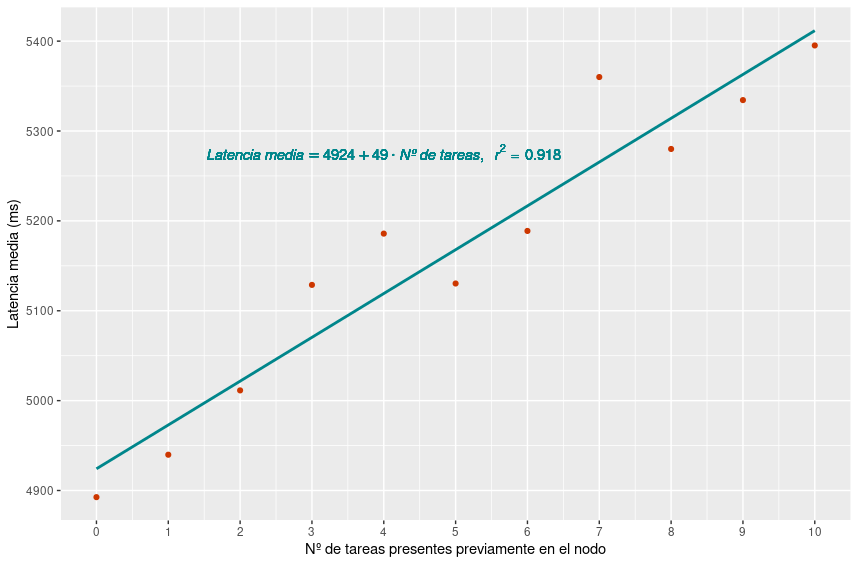 5400
5300
Latencia media = 4924 + 49 · Nº de tareas, r² = 0.918
5200
5100
5000
4900
Latencia media (ms)
0 1 2 3 4 5 6 7 8 9 10
Nº de tareas presentes previamente en el nodo